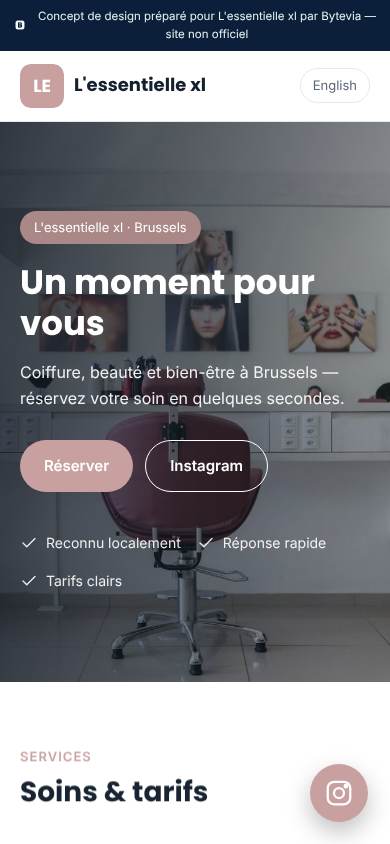 Concept de design préparé pour L'essentielle xl par Bytevia —
site non officiel
LE
L'essentielle xl
English
L'essentielle xl · Brussels
Un moment pour
vous
Coiffure, beauté et bien-être à Brussels —
réservez votre soin en quelques secondes.
Réserver
Instagram
Reconnu localement
Réponse rapide
Tarifs clairs
SERVICES
Soins & tarifs